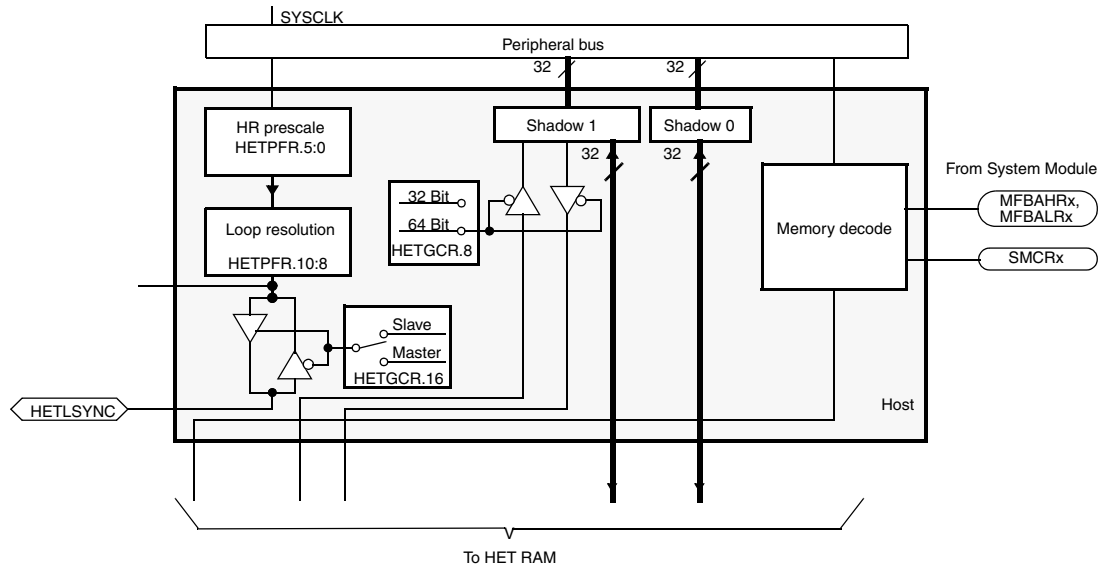 SYSCLK
Peripheral bus
32
32
HR prescale
HETPFR.5:0
Shadow 1
Shadow 0
32
32
From System Module
MFBAHRx,
MFBALRx
32 Bit
64 Bit
HETGCR.8
Loop resolution
HETPFR.10:8
Memory decode
SMCRx
Slave
Master
HETGCR.16
HETLSYNC
Host
To HET RAM